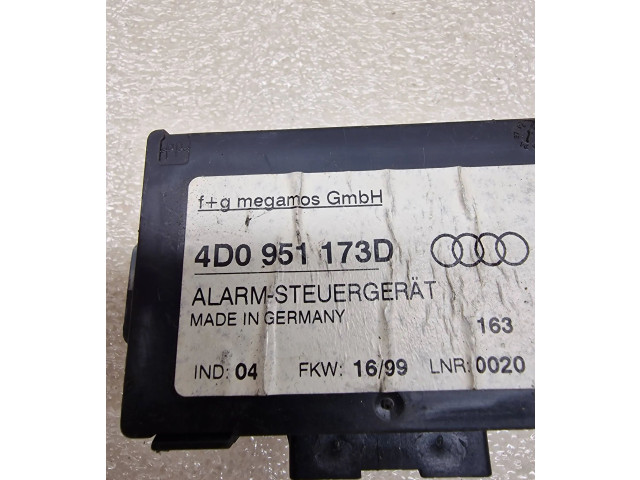 f+g megamos GmbH
4D0 951 173D
ALARM-STEUERGERÄT
MADE IN GERMANY
163
IND: 04 FKW: 16/99 LNR: 0020